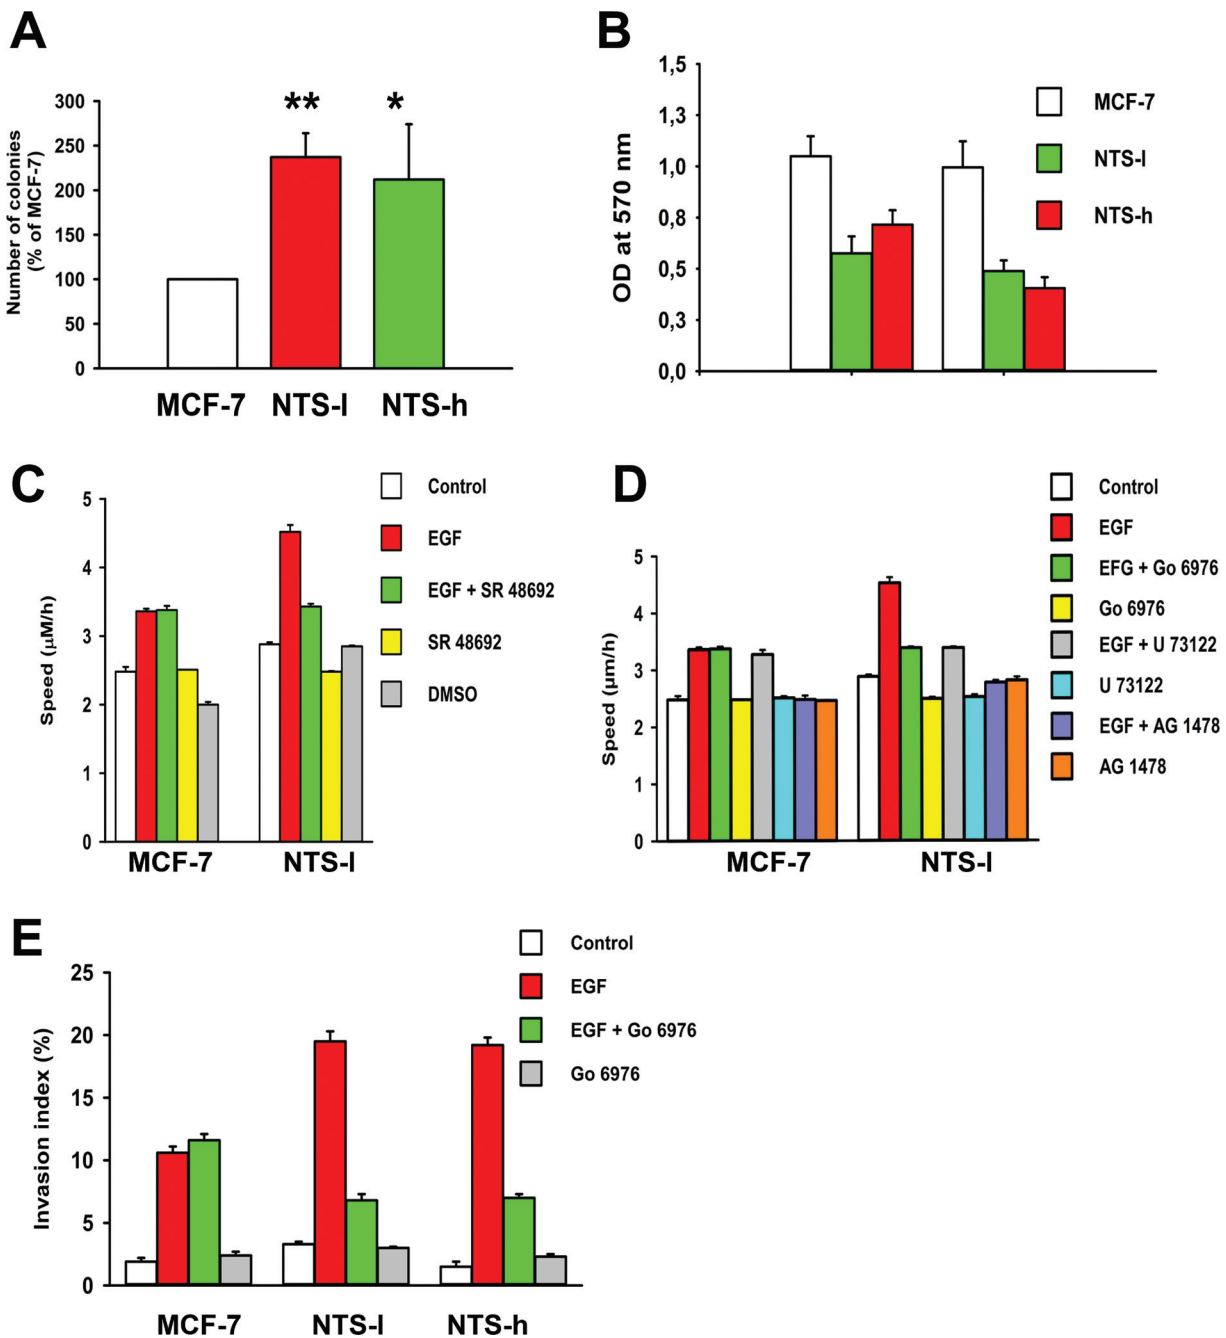 A
Number of colonies
(% of MCF-7)
300
250
200
150
100
50
0
** *
MCF-7 NTS-l NTS-h
B
OD at 570 nm
1,5
1,3
1,0
0,8
0,5
0,3
0,0
MCF-7
NTS-l
NTS-h
C
Speed (µM/h)
5
4
3
2
1
0
MCF-7 NTS-l
Control
EGF
EGF + SR 48692
SR 48692
DMSO
D
Speed (µm/h)
5
4
3
2
1
0
MCF-7 NTS-l
Control
EGF
EFG + Go 6976
Go 6976
EGF + U 73122
U 73122
EGF + AG 1478
AG 1478
E
Invasion index (%)
25
20
15
10
5
0
MCF-7 NTS-l NTS-h
Control
EGF
EGF + Go 6976
Go 6976